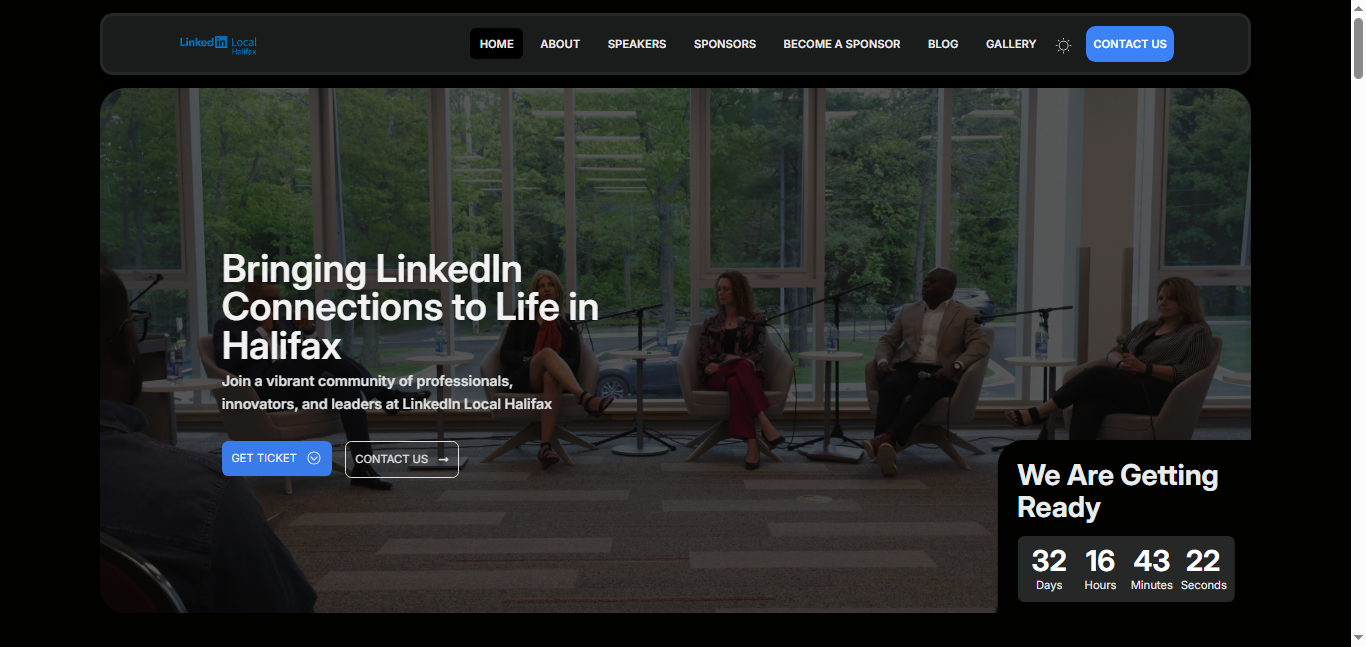 LinkedIn Local
Halifax
HOME
ABOUT
SPEAKERS
SPONSORS
BECOME A SPONSOR
BLOG
GALLERY
CONTACT US
Bringing LinkedIn
Connections to Life in
Halifax
Join a vibrant community of professionals,
innovators, and leaders at LinkedIn Local Halifax
GET TICKET
CONTACT US
We Are Getting
Ready
32 16 43 22
Days Hours Minutes Seconds